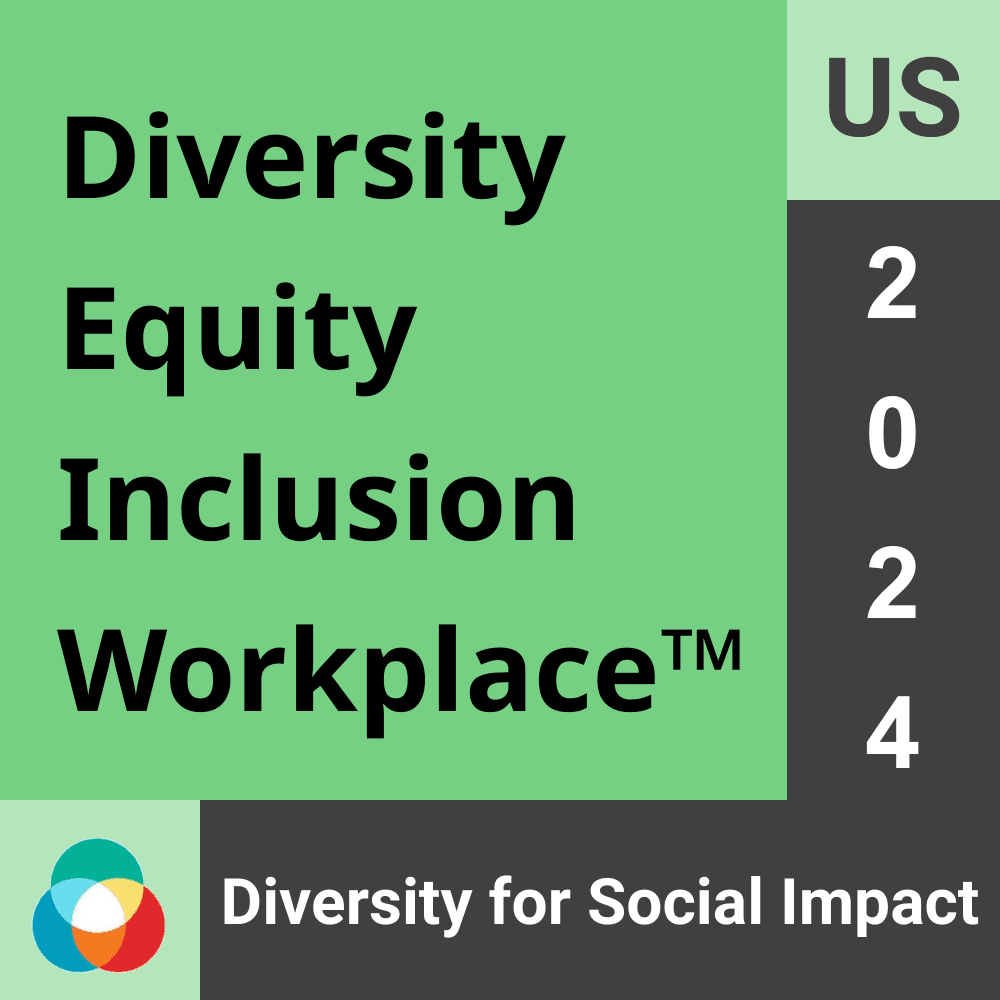 Diversity
Equity
Inclusion
Workplace™
US
2
0
2
4
Diversity for Social Impact